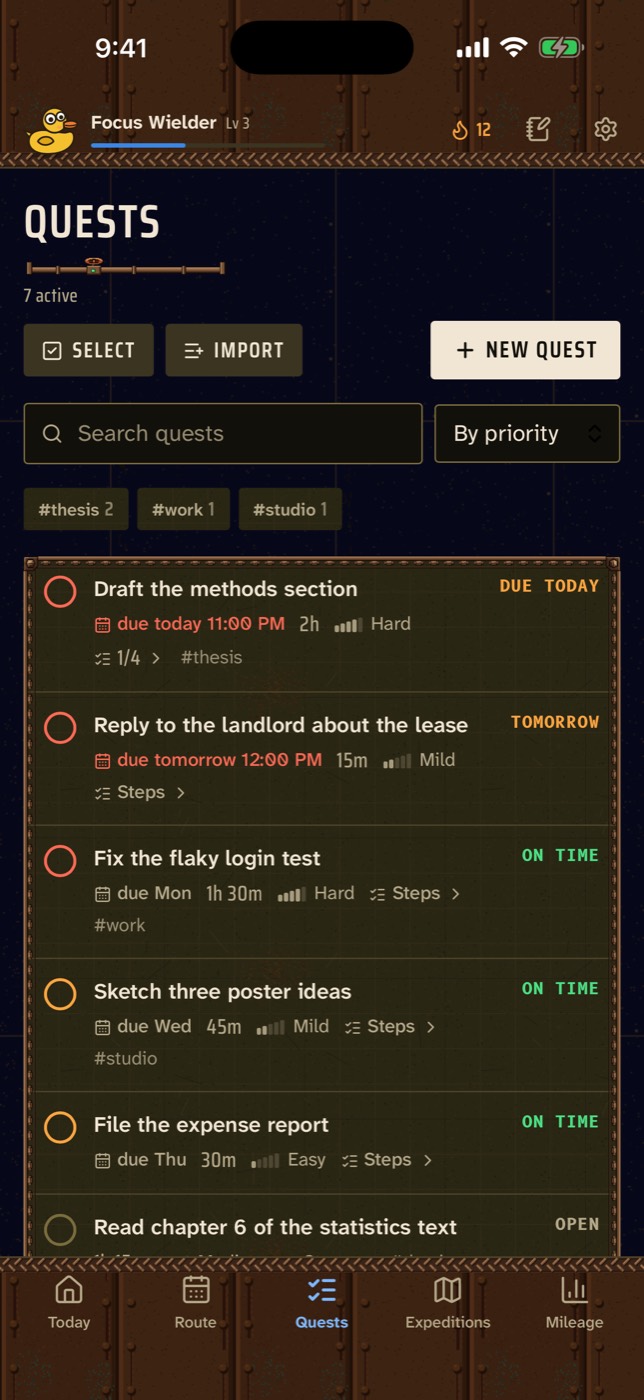 9:41
Focus Wielder Lv 3
12
QUESTS
7 active
SELECT
IMPORT
+ NEW QUEST
Search quests
By priority
#thesis 2
#work 1
#studio 1
Draft the methods section
DUE TODAY
due today 11:00 PM 2h Hard
1/4 > #thesis
Reply to the landlord about the lease
TOMORROW
due tomorrow 12:00 PM 15m Mild
Steps >
Fix the flaky login test
ON TIME
due Mon 1h 30m Hard Steps >
#work
Sketch three poster ideas
ON TIME
due Wed 45m Mild Steps >
#studio
File the expense report
ON TIME
due Thu 30m Easy Steps >
Read chapter 6 of the statistics text
OPEN
Today
Route
Quests
Expeditions
Mileage